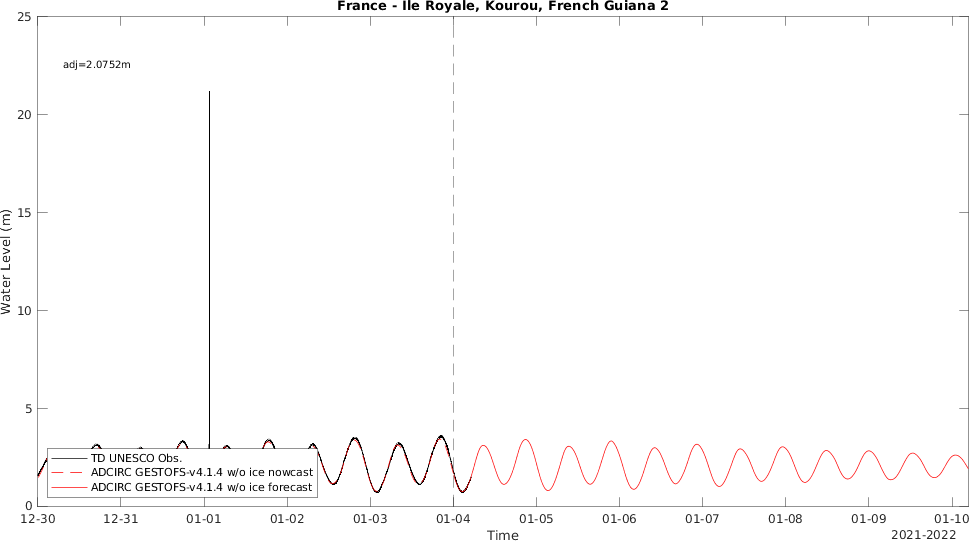 France - Ile Royale, Kourou, French Guiana 2
25
adj=2.0752m
20
15
Water Level (m)
10
5
TD UNESCO Obs.
ADCIRC GESTOFS-v4.1.4 w/o ice nowcast
ADCIRC GESTOFS-v4.1.4 w/o ice forecast
0
12-30 12-31 01-01 01-02 01-03 01-04 01-05 01-06 01-07 01-08 01-09 01-10
Time
2021-2022